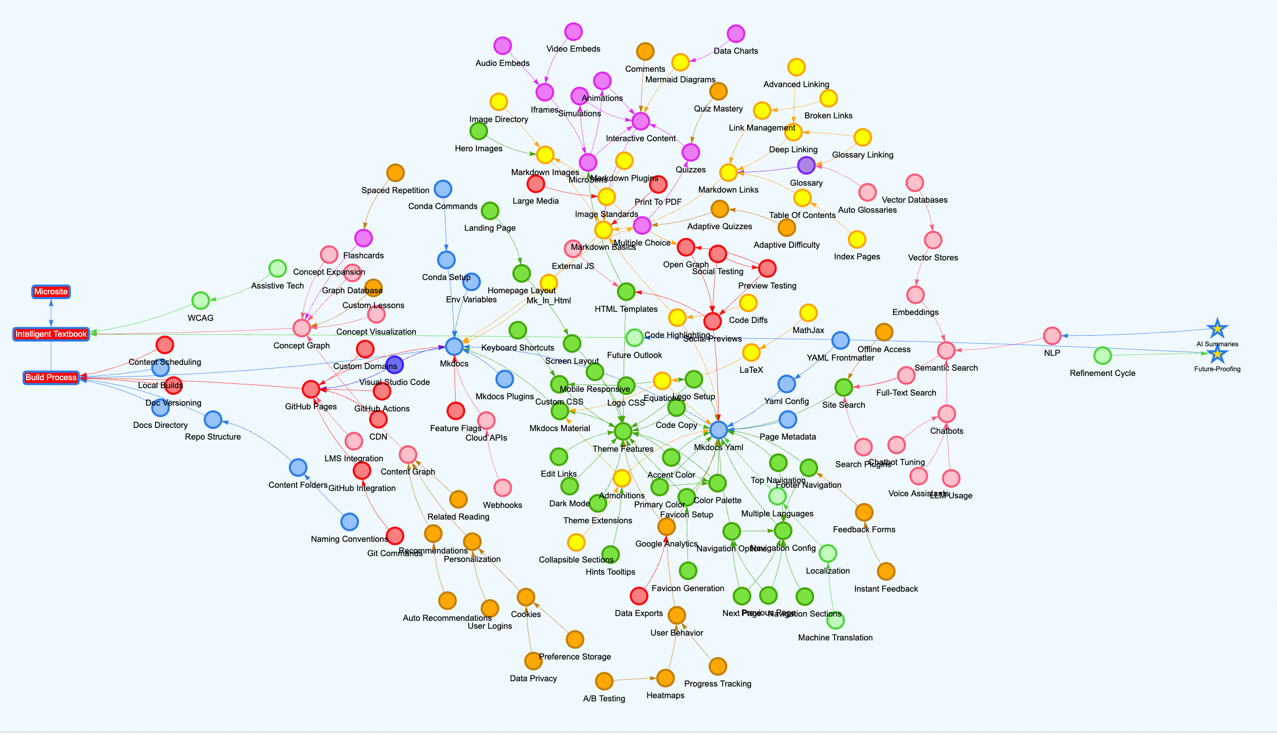 Video Embeds
Data Charts
Audio Embeds
Comments
Mermaid Diagrams
Advanced Linking
Animations
Iframes
Simulations
Quiz Mastery
Image Directory
Broken Links
Link Management
Interactive Content
Hero Images
Deep Linking
Glossary Linking
Markdown Images
Quizzes
MicroSims
Markdown Plugins
Glossary
Markdown Links
Spaced Repetition
Conda Commands
Large Media
Print To PDF
Vector Databases
Auto Glossaries
Image Standards
Table Of Contents
Landing Page
Adaptive Quizzes
Multiple Choice
Markdown Basics
Adaptive Difficulty
Flashcards
Index Pages
Vector Stores
External JS
Open Graph
Social Testing
Concept Expansion
Conda Setup
Preview Testing
Assistive Tech
Graph Database
Homepage Layout
Env Variables
Mk_In_Html
Microsite
Custom Lessons
HTML Templates
WCAG
Embeddings
Code Diffs
MathJax
Intelligent Textbook
Concept Visualization
Code Highlighting
Social Previews
Concept Graph
Keyboard Shortcuts
Future Outlook
YAML Frontmatter
Offline Access
NLP
AI Summaries
Context Scheduling
Custom Domains
Mkdocs
Screen Layout
LaTeX
Semantic Search
Refinement Cycle
Future-Proofing
Build Process
Local Builds
Visual Studio Code
Mobile Responsive
Full-Text Search
Doc Versioning
GitHub Pages
GitHub Actions
Mkdocs Plugins
Custom CSS
Logo CSS
Equations
Logo Setup
Yaml Config
Site Search
Docs Directory
Repo Structure
CDN
Feature Flags
Cloud APIs
Mkdocs Material
Code Copy
Page Metadata
Chatbots
LMS Integration
Theme Features
Mkdocs Yaml
Content Graph
Search Plugins
Chatbot Tuning
Content Folders
GitHub Integration
Edit Links
Accent Color
Top Navigation
Footer Navigation
Voice Assistants
LLM Usage
Webhooks
Dark Mode
Admonitions
Primary Color
Color Palette
Related Reading
Theme Extensions
Favicon Setup
Multiple Languages
Feedback Forms
Naming Conventions
Git Commands
Recommendations
Personalization
Collapsible Sections
Google Analytics
Navigation Options
Navigation Config
Hints Tooltips
Localization
Favicon Generation
Instant Feedback
Auto Recommendations
User Logins
Cookies
Data Exports
Next Page
Previous Page
Navigation Sections
User Behavior
Machine Translation
Preference Storage
Data Privacy
Progress Tracking
A/B Testing
Heatmaps